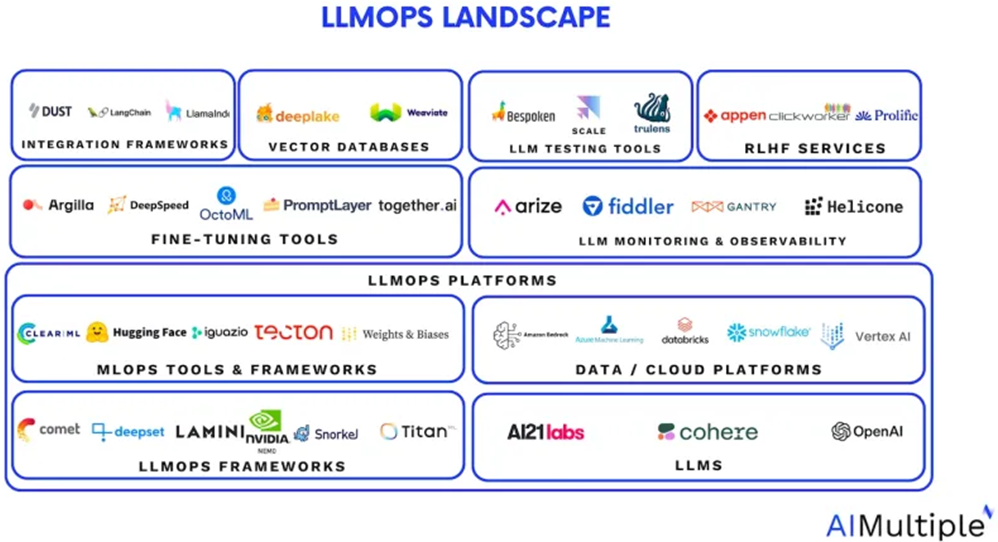 LLMOPS LANDSCAPE
DUST LangChain LlamaInde
INTEGRATION FRAMEWORKS
deeplake Weaviate
VECTOR DATABASES
Bespoken SCALE trulens
LLM TESTING TOOLS
appen clickworker Prolific
RLHF SERVICES
Argilla DeepSpeed OctoML PromptLayer together.ai
FINE-TUNING TOOLS
arize fiddler GANTRY Helicone
LLM MONITORING & OBSERVABILITY
LLMOPS PLATFORMS
CLEAR|ML Hugging Face iguazio TECTON Weights & Biases
MLOPS TOOLS & FRAMEWORKS
Amazon Bedrock Azure Machine Learning databricks snowflake Vertex AI
DATA / CLOUD PLATFORMS
comet deepset LAMINI NVIDIA NEMO Snorkel Titan
LLMOPS FRAMEWORKS
AI21labs cohere OpenAI
LLMS
AIMultiple